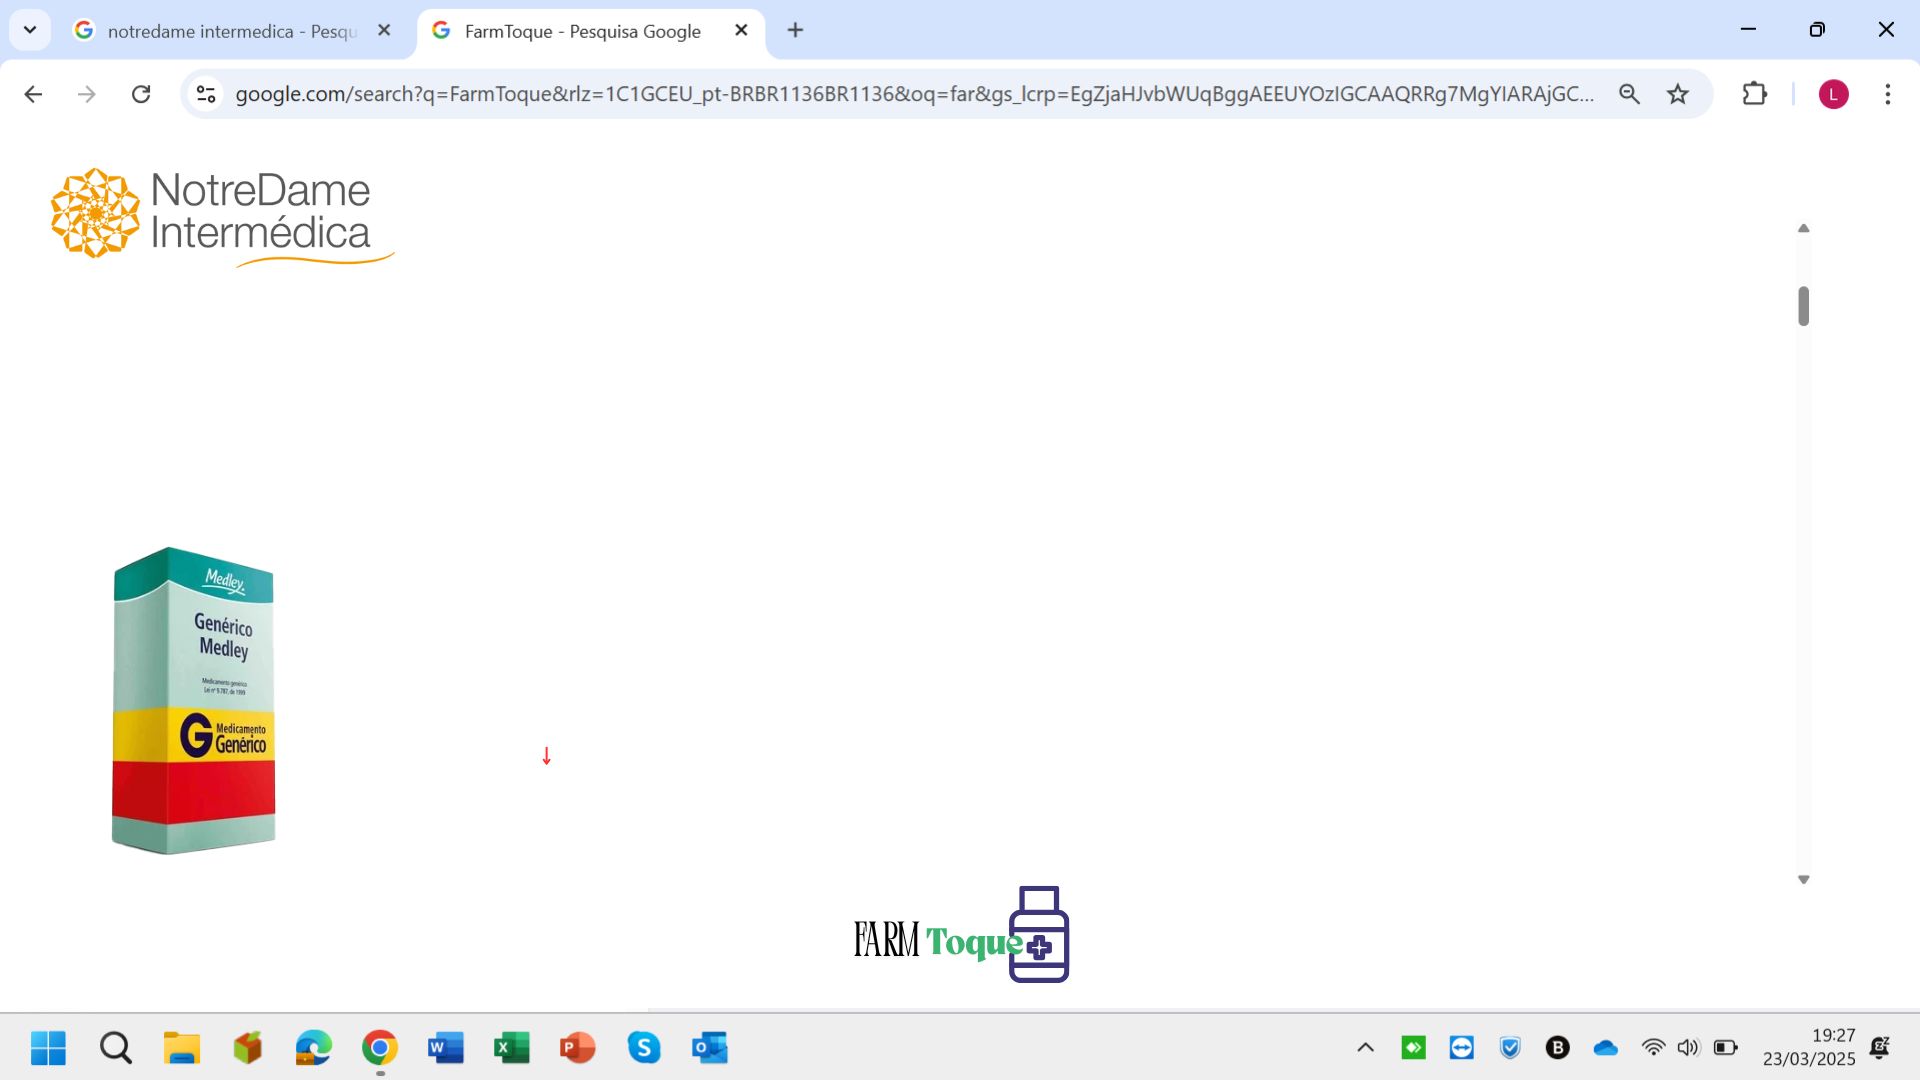 notredame intermedica - Pesqu
FarmToque - Pesquisa Google
google.com/search?q=FarmToque&rlz=1C1GCEU_pt-BRBR1136BR1136&oq=far&gs_lcrp=EgZjaHJvbWUqBggAEEUYOzIGCAAQRRg7MgYIARAjGC...
L
NotreDame
Intermédica
Medley
Genérico
Medley
Medicamento genérico
Lei nº 9.787, de 1999
G Medicamento
Genérico
FARM Toque
19:27
23/03/2025